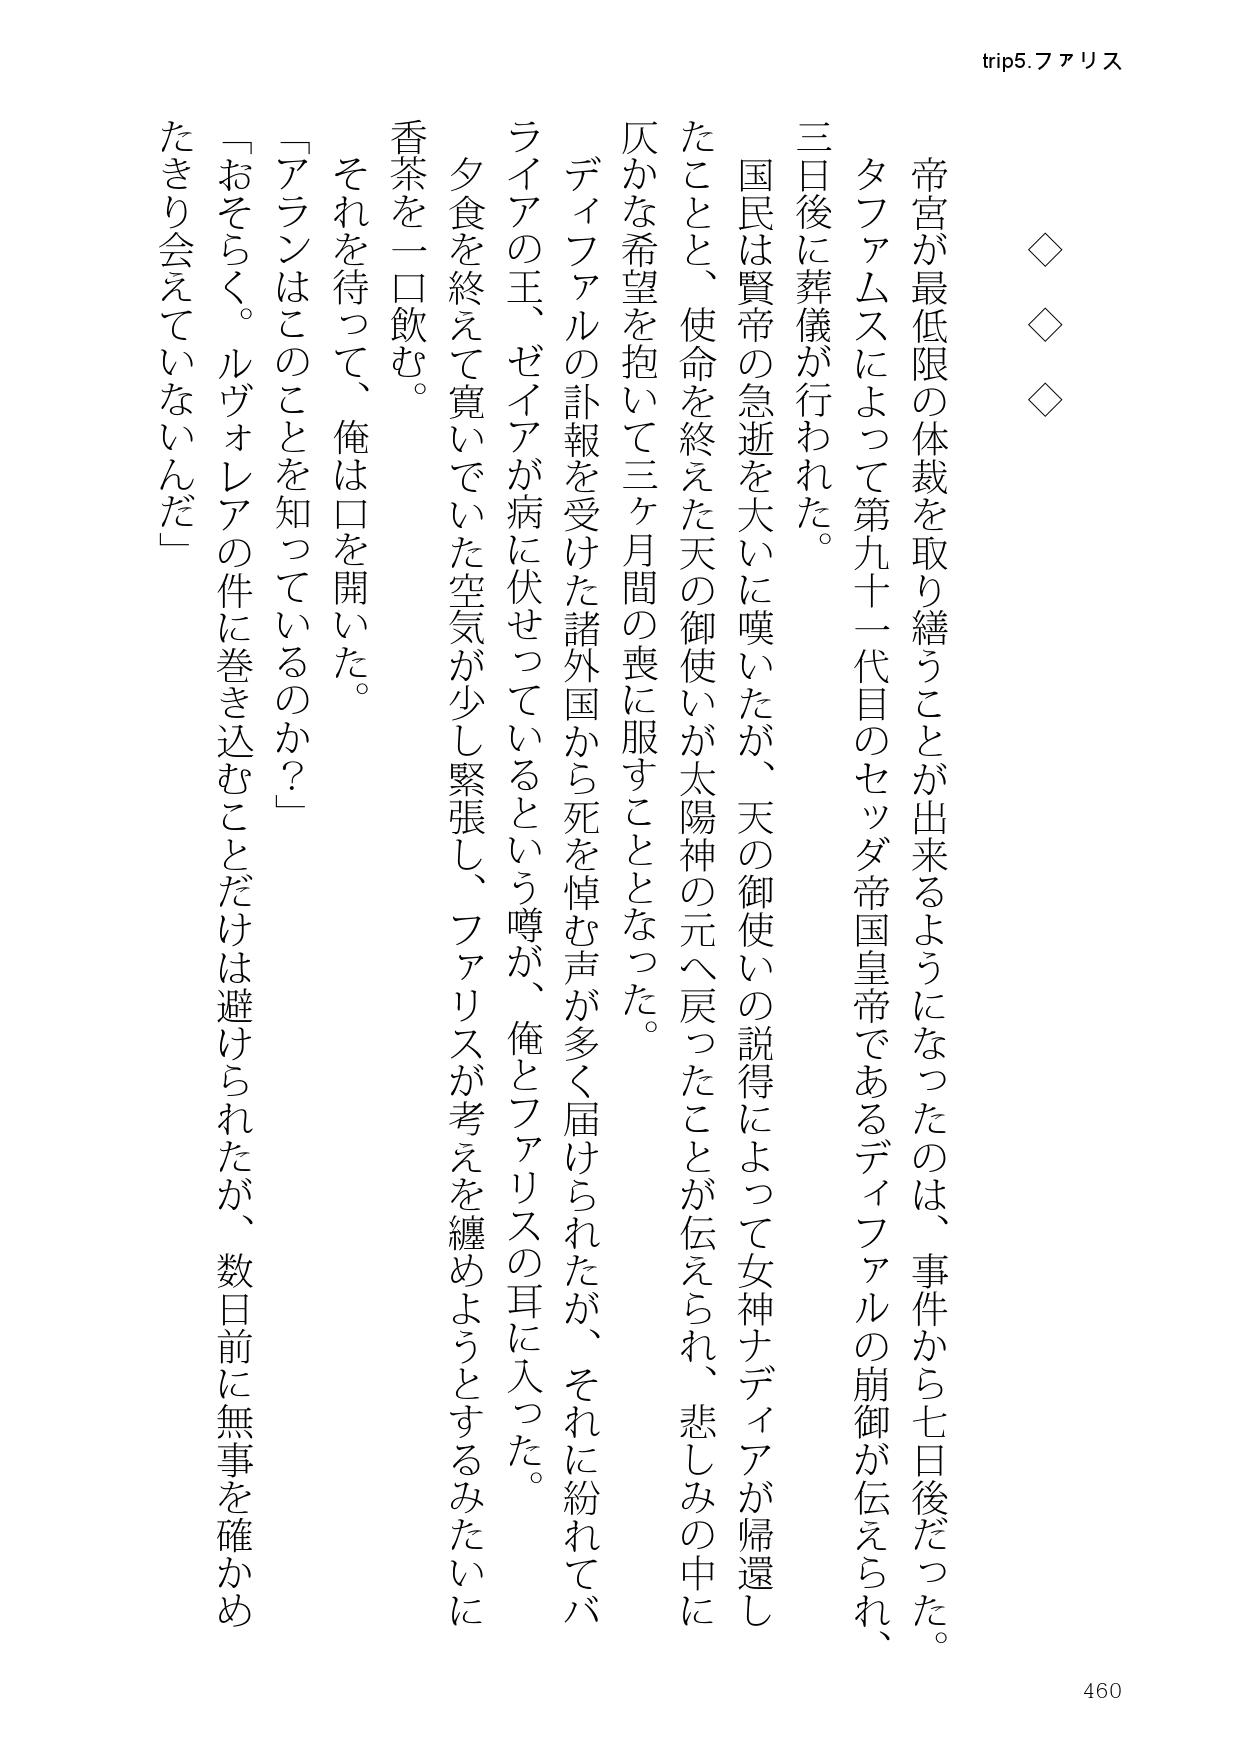 trip5.ファリス
◇ ◇ ◇
帝宮が最低限の体裁を取り繕うことが出来るようになったのは、事件から七日後だった。
タファムスによって第九十一代目のセッダ帝国皇帝であるディファルの崩御が伝えられ、
三日後に葬儀が行われた。
国民は賢帝の急逝を大いに嘆いたが、天の御使いの説得によって女神ナディアが帰還し
たことと、使命を終えた天の御使いが太陽神の元へ戻ったことが伝えられ、悲しみの中に
仄かな希望を抱いて三ヶ月間の喪に服すこととなった。
ディファルの訃報を受けた諸外国から死を悼む声が多く届けられたが、それに紛れてバ
ライアの王、ゼイアが病に伏せっているという噂が、俺とファリスの耳に入った。
夕食を終えて寛いでいた空気が少し緊張し、ファリスが考えを纏めようとするみたいに
香茶を一口飲む。
それを待って、俺は口を開いた。
「アランはこのことを知っているのか？」
「おそらく。ルヴォレアの件に巻き込むことだけは避けられたが、数日前に無事を確かめ
たきり会えていないんだ」
460